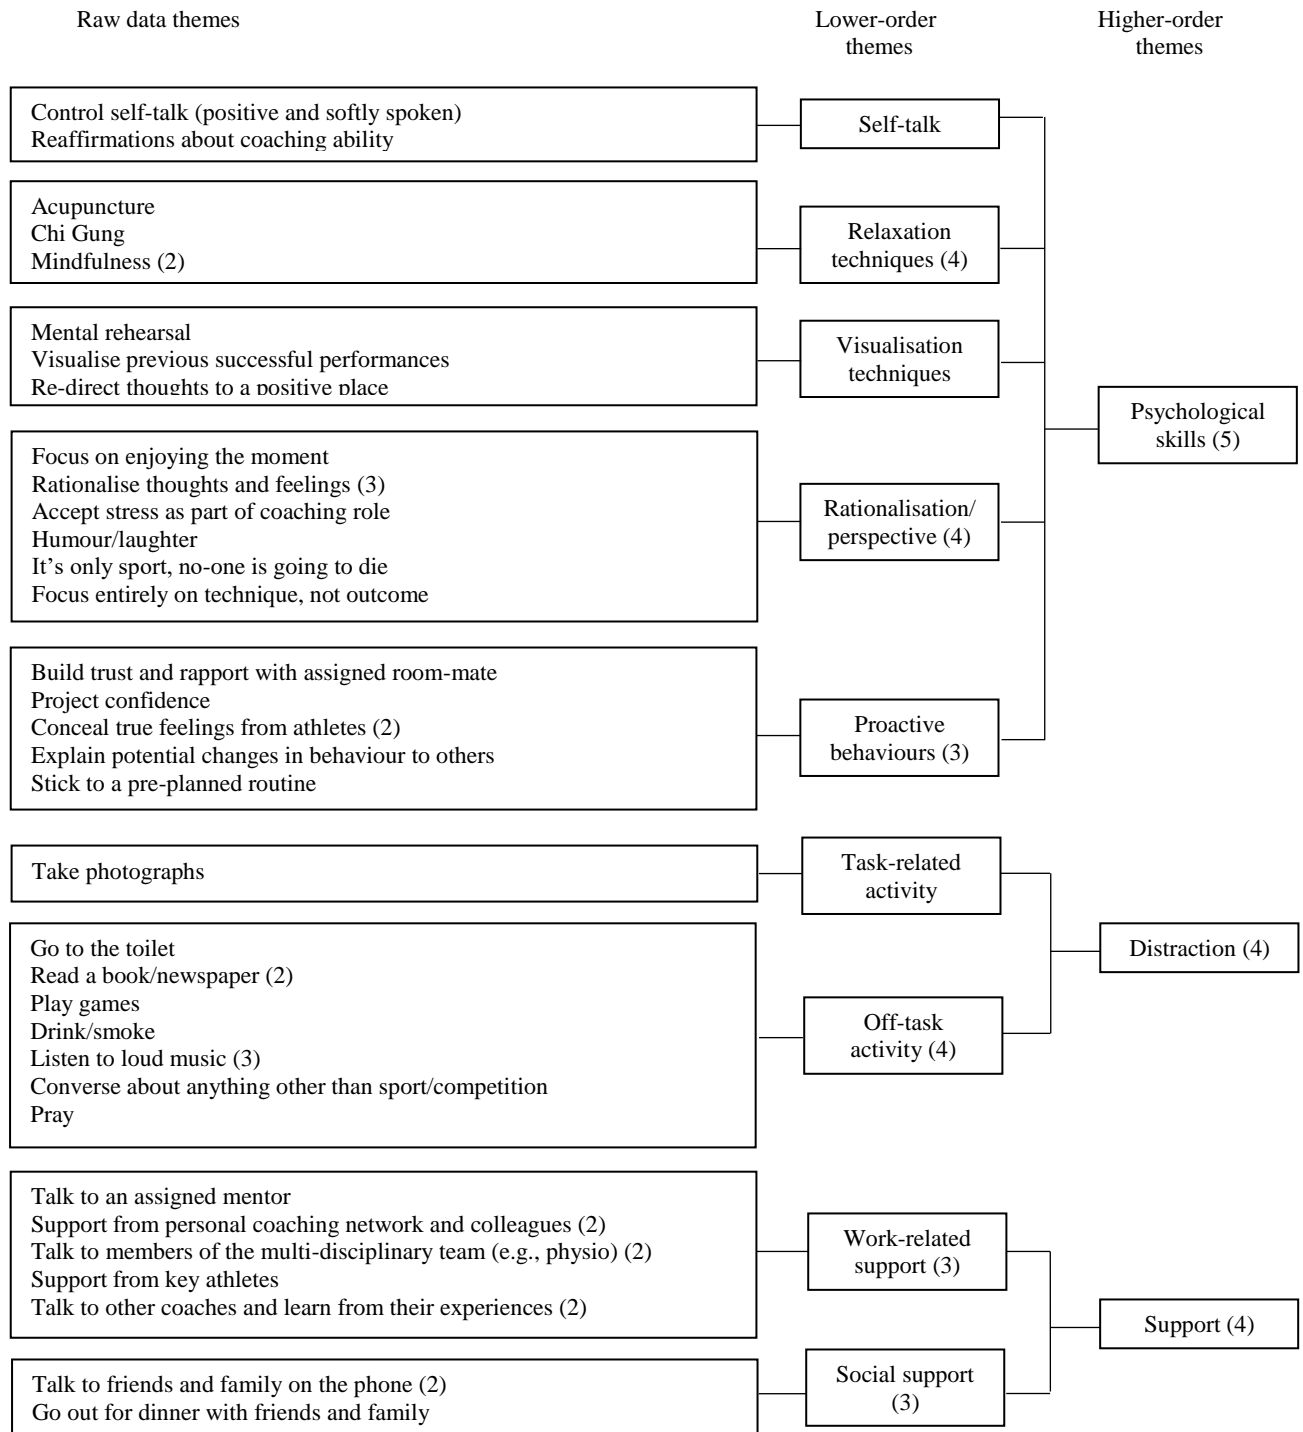 Raw data themes
Lower-order
themes
Higher-order
themes
Control self-talk (positive and softly spoken)
Reaffirmations about coaching ability
Self-talk
Acupuncture
Chi Gung
Mindfulness (2)
Relaxation
techniques (4)
Mental rehearsal
Visualise previous successful performances
Re-direct thoughts to a positive place
Visualisation
techniques
Psychological
skills (5)
Focus on enjoying the moment
Rationalise thoughts and feelings (3)
Accept stress as part of coaching role
Humour/laughter
It's only sport, no-one is going to die
Focus entirely on technique, not outcome
Rationalisation/
perspective (4)
Build trust and rapport with assigned room-mate
Project confidence
Conceal true feelings from athletes (2)
Explain potential changes in behaviour to others
Stick to a pre-planned routine
Proactive
behaviours (3)
Take photographs
Task-related
activity
Distraction (4)
Go to the toilet
Read a book/newspaper (2)
Play games
Drink/smoke
Listen to loud music (3)
Converse about anything other than sport/competition
Pray
Off-task
activity (4)
Talk to an assigned mentor
Support from personal coaching network and colleagues (2)
Talk to members of the multi-disciplinary team (e.g., physio) (2)
Support from key athletes
Talk to other coaches and learn from their experiences (2)
Work-related
support (3)
Support (4)
Talk to friends and family on the phone (2)
Go out for dinner with friends and family
Social support
(3)